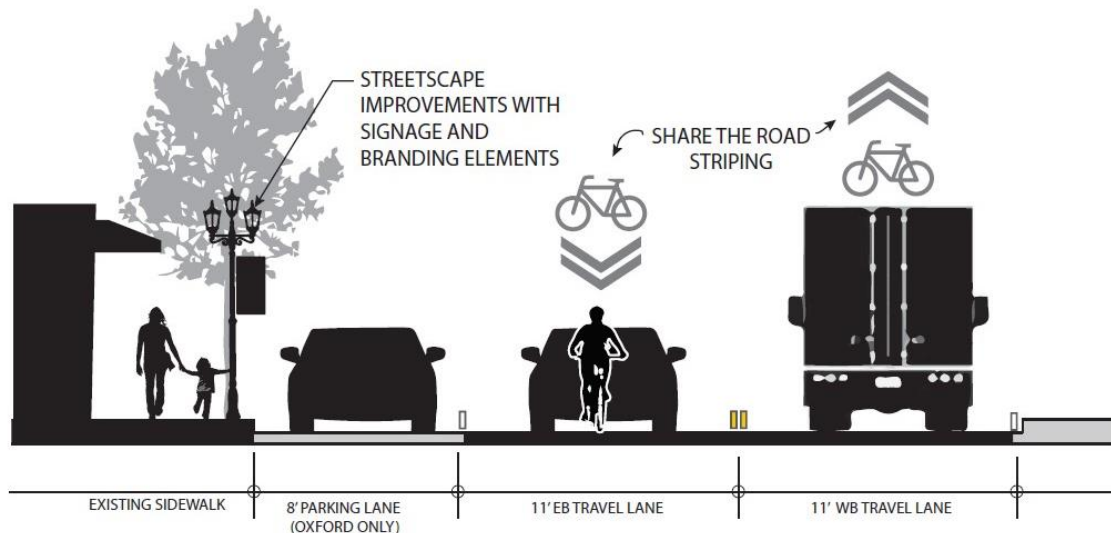 STREETSCAPE
IMPROVEMENTS WITH
SIGNAGE AND
BRANDING ELEMENTS
SHARE THE ROAD
STRIPING
EXISTING SIDEWALK
8' PARKING LANE
(OXFORD ONLY)
11' EB TRAVEL LANE
11' WB TRAVEL LANE